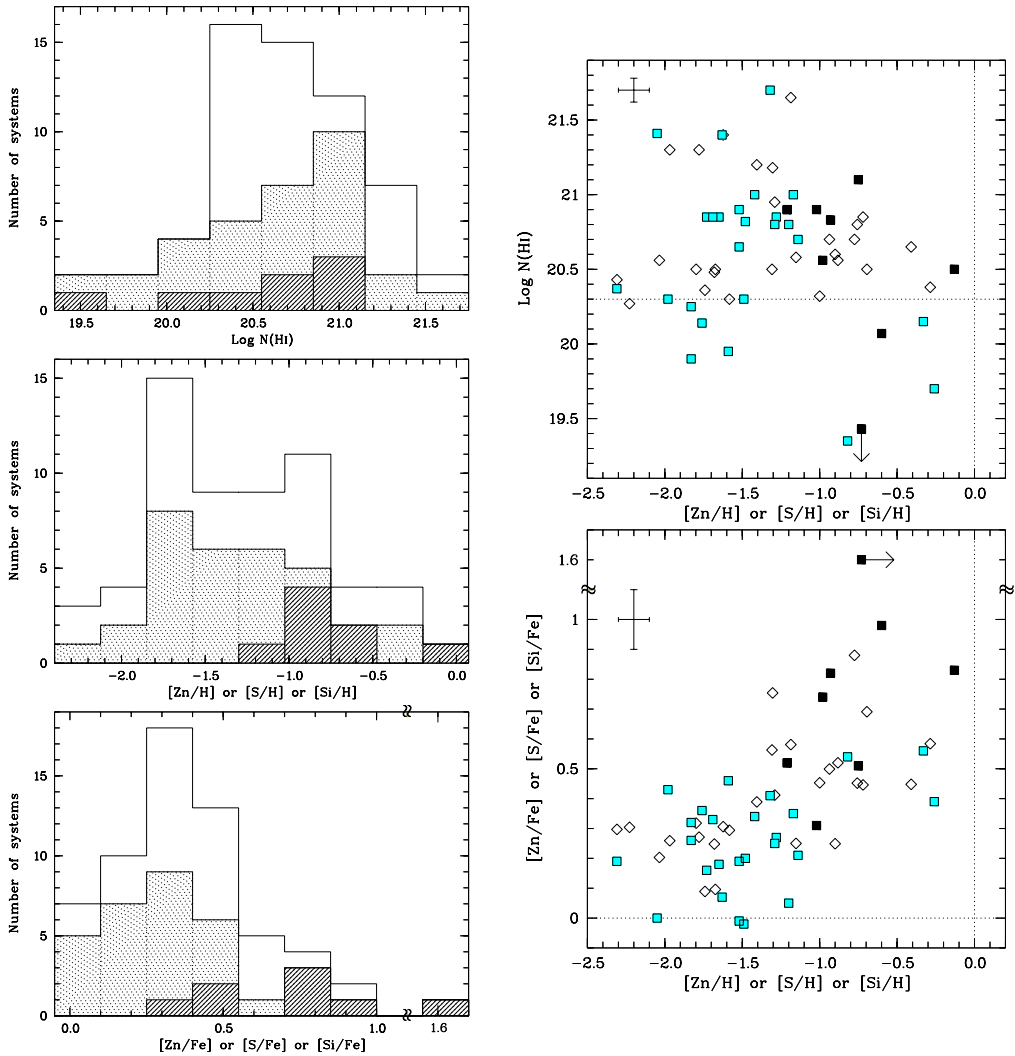 15
10
5
0
Number of systems
19.5 20.0 20.5 21.0 21.5
Log N(HI)
15
10
5
0
Number of systems
−2.0 −1.5 −1.0 −0.5 0.0
[Zn/H] or [S/H] or [Si/H]
15
10
5
0
Number of systems
0.0 0.5 1.0 1.6
[Zn/Fe] or [S/Fe] or [Si/Fe]
21.5
21
20.5
20
19.5
Log N(HI)
−2.5 −2.0 −1.5 −1.0 −0.5 0.0
[Zn/H] or [S/H] or [Si/H]
1.6
1
0.5
0
[Zn/Fe] or [S/Fe] or [Si/Fe]
−2.5 −2.0 −1.5 −1.0 −0.5 0.0
[Zn/H] or [S/H] or [Si/H]